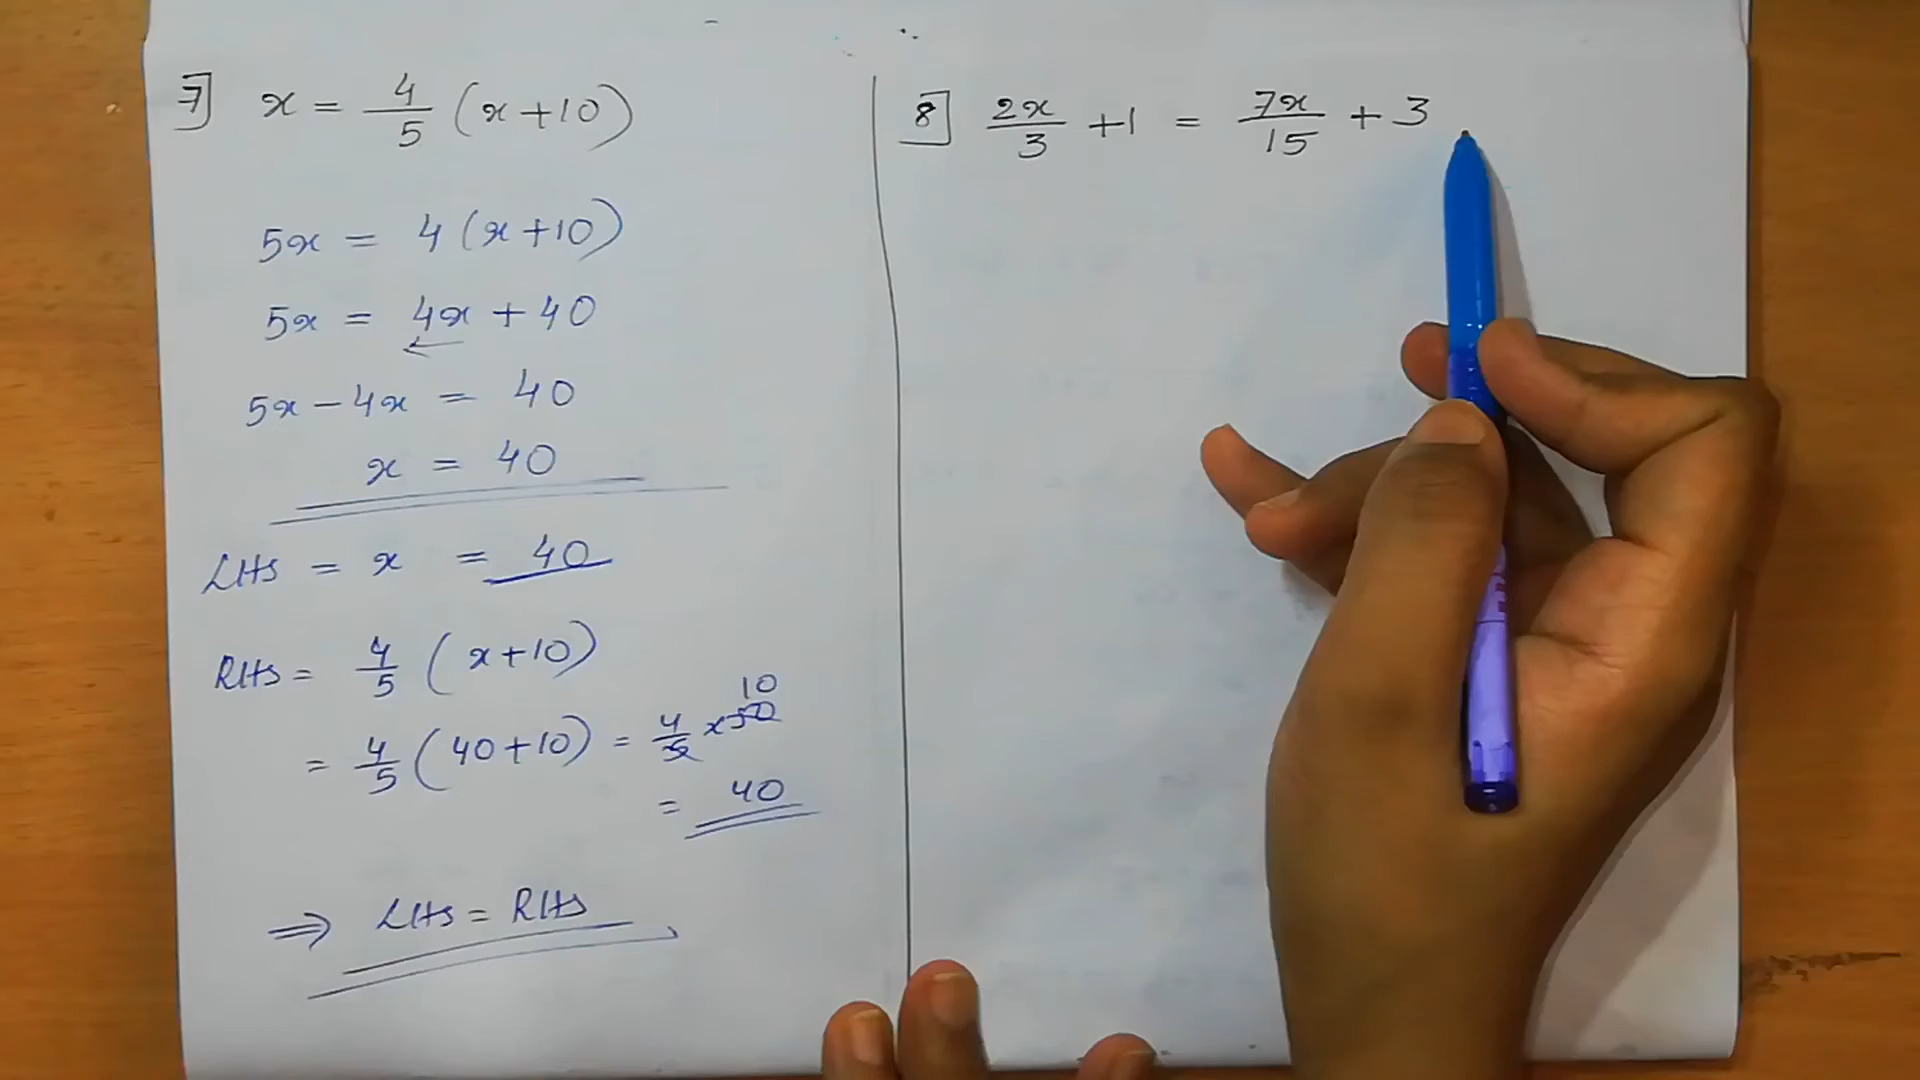 7] x = 4/5 (x+10)
5x = 4 (x+10)
5x = 4x + 40
5x - 4x = 40
x = 40
LHS = x = 40
RHS = 4/5 ( x+10)
= 4/5 ( 40+10) = 4/5 x 50 10
= 40
⇒ LHS = RHS
8] 2x/3 +1 = 7x/15 + 3